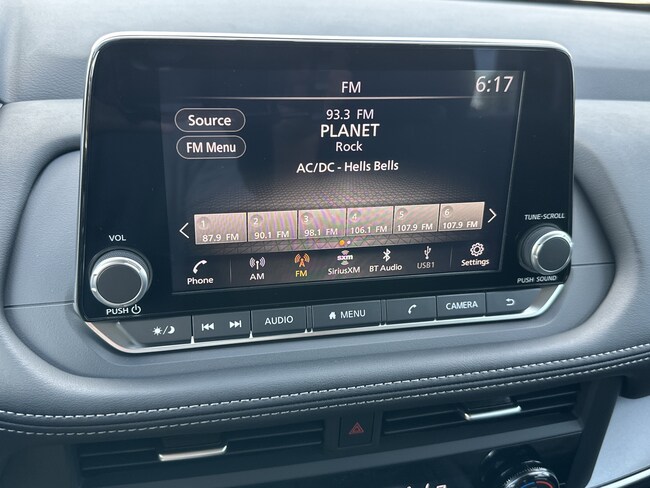 FM
6:17
Source
FM Menu
93.3 FM
PLANET
Rock
AC/DC - Hells Bells
1 2 3 4 5 6
87.9 FM 90.1 FM 98.1 FM 106.1 FM 107.9 FM 107.9 FM
Phone
AM
FM
sxm
SiriusXM
BT Audio
USB1
Settings
VOL
PUSH
TUNE-SCROLL
PUSH SOUND
AUDIO
MENU
CAMERA